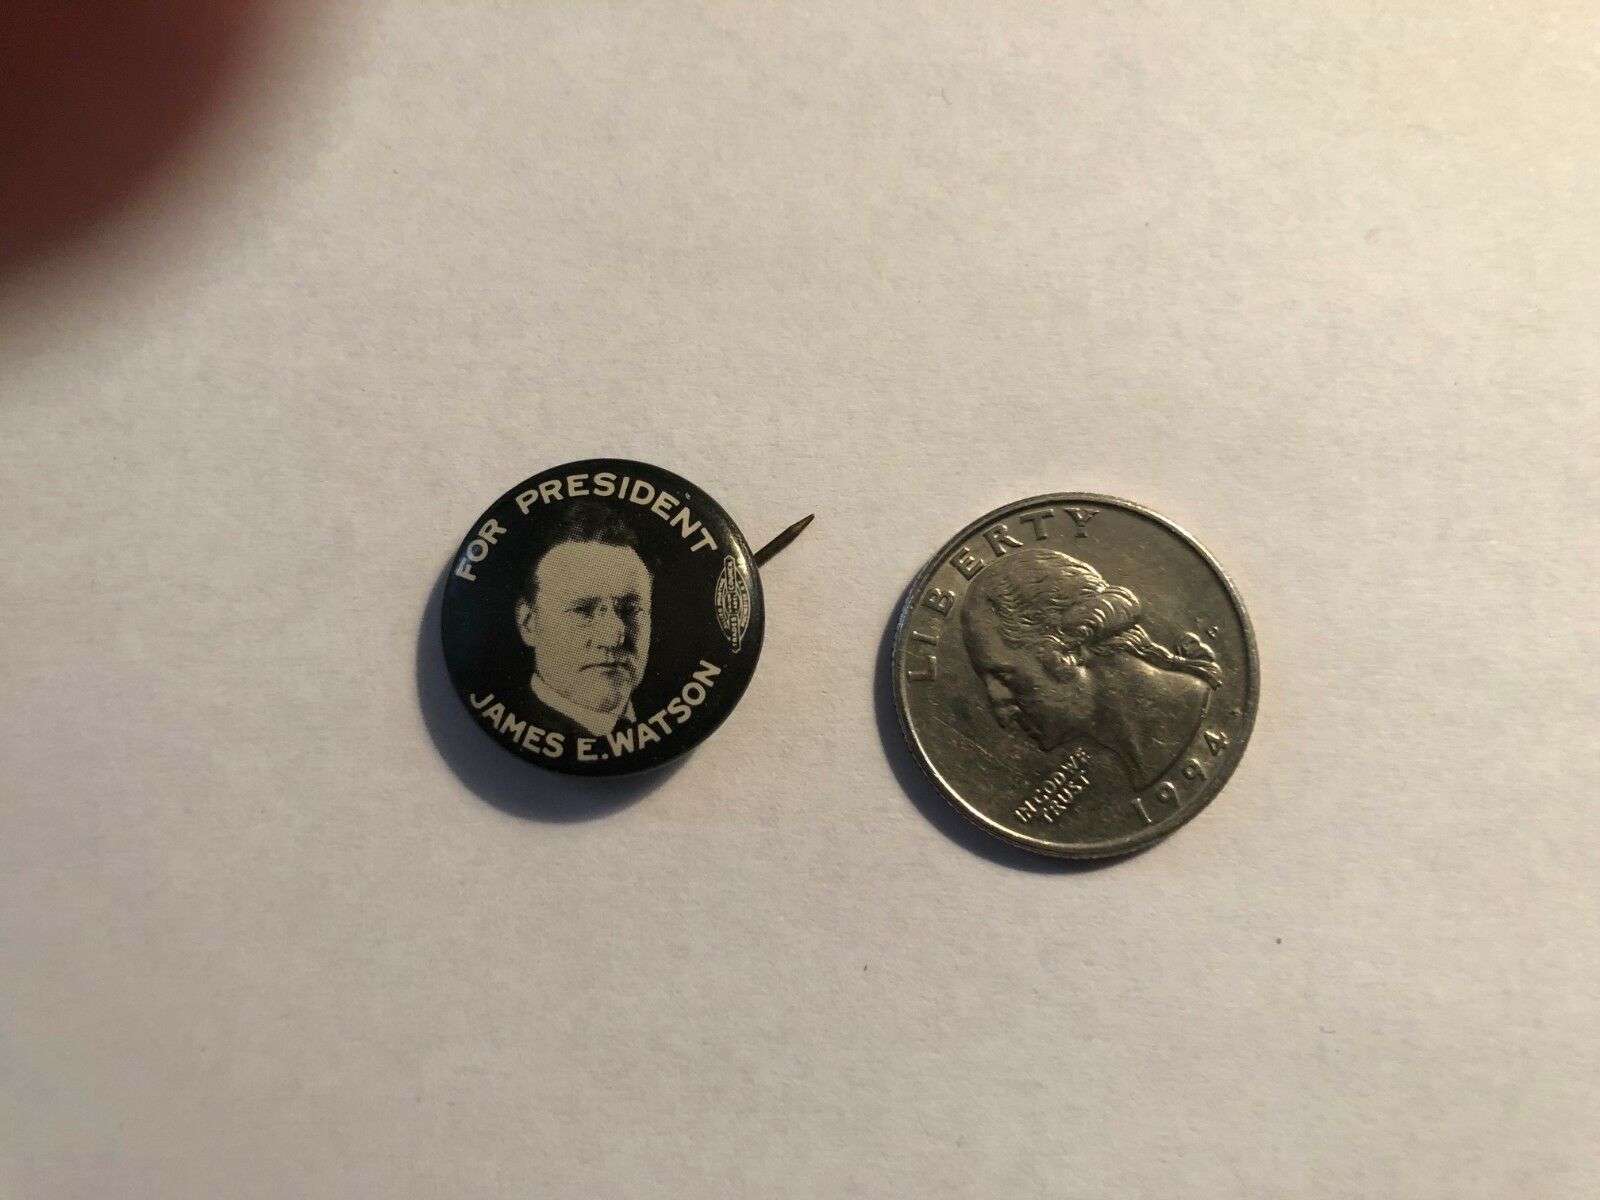 FOR PRESIDENT
JAMES E. WATSON
LIBERTY
IN GOD WE
TRUST
1994